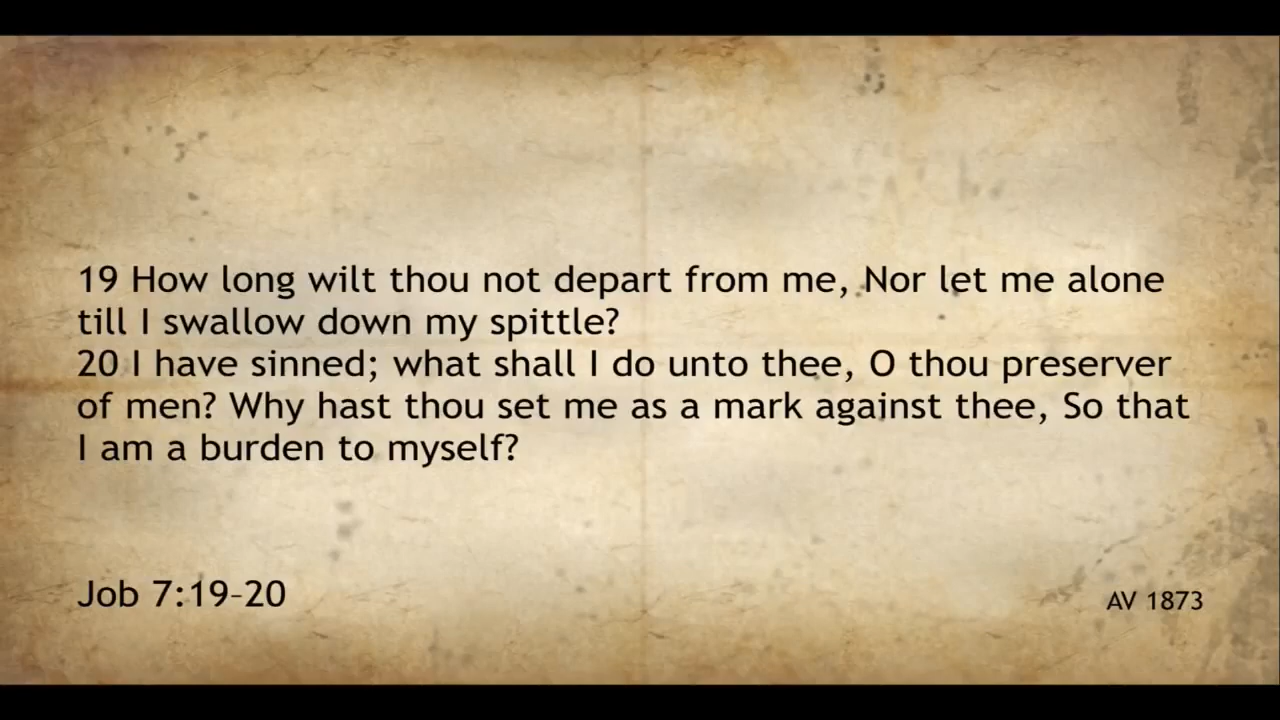 19 How long wilt thou not depart from me, Nor let me alone
till I swallow down my spittle?
20 I have sinned; what shall I do unto thee, O thou preserver
of men? Why hast thou set me as a mark against thee, So that
I am a burden to myself?
Job 7:19-20
AV 1873